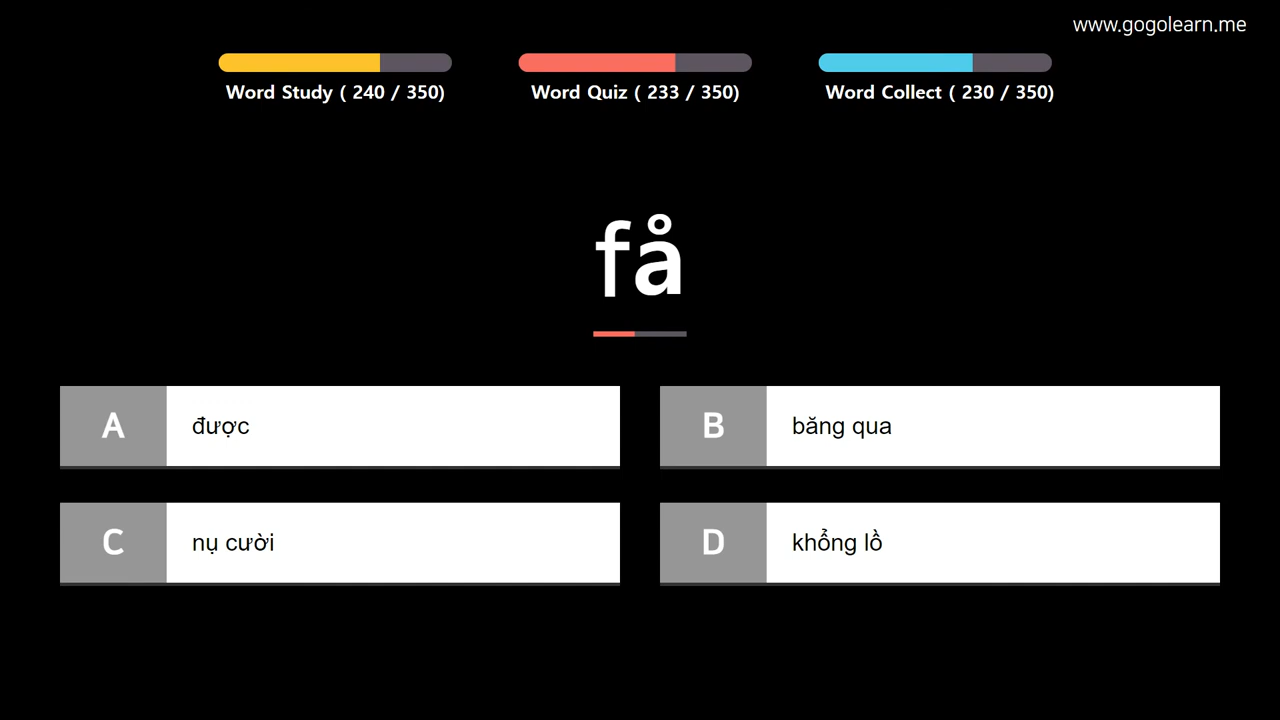 www.gogolearn.me
Word Study ( 240 / 350)
Word Quiz ( 233 / 350)
Word Collect ( 230 / 350)
få
A
được
B
băng qua
C
nụ cười
D
khổng lồ